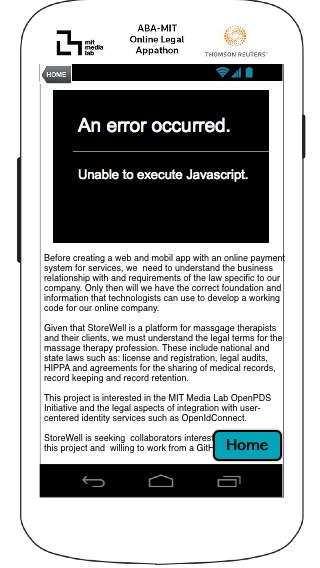 mit
media
lab
ABA-MIT
Online Legal
Appathon
THOMSON REUTERS
HOME
An error occurred.
Unable to execute Javascript.
Before creating a web and mobil app with an online payment
system for services, we need to understand the business
relationship with and requirements of the law specific to our
company. Only then will we have the correct foundation and
information that technologists can use to develop a working
code for our online company.
Given that StoreWell is a platform for massgage therapists
and their clients, we must understand the legal terms for the
massage therapy profession. These include national and
state laws such as: license and registration, legal audits,
HIPPA and agreements for the sharing of medical records,
record keeping and record retention.
This project is interested in the MIT Media Lab OpenPDS
Initiative and the legal aspects of integration with user-
centered identity services such as OpenIdConnect.
StoreWell is seeking collaborators interest
this project and willing to work from a GitH
Home